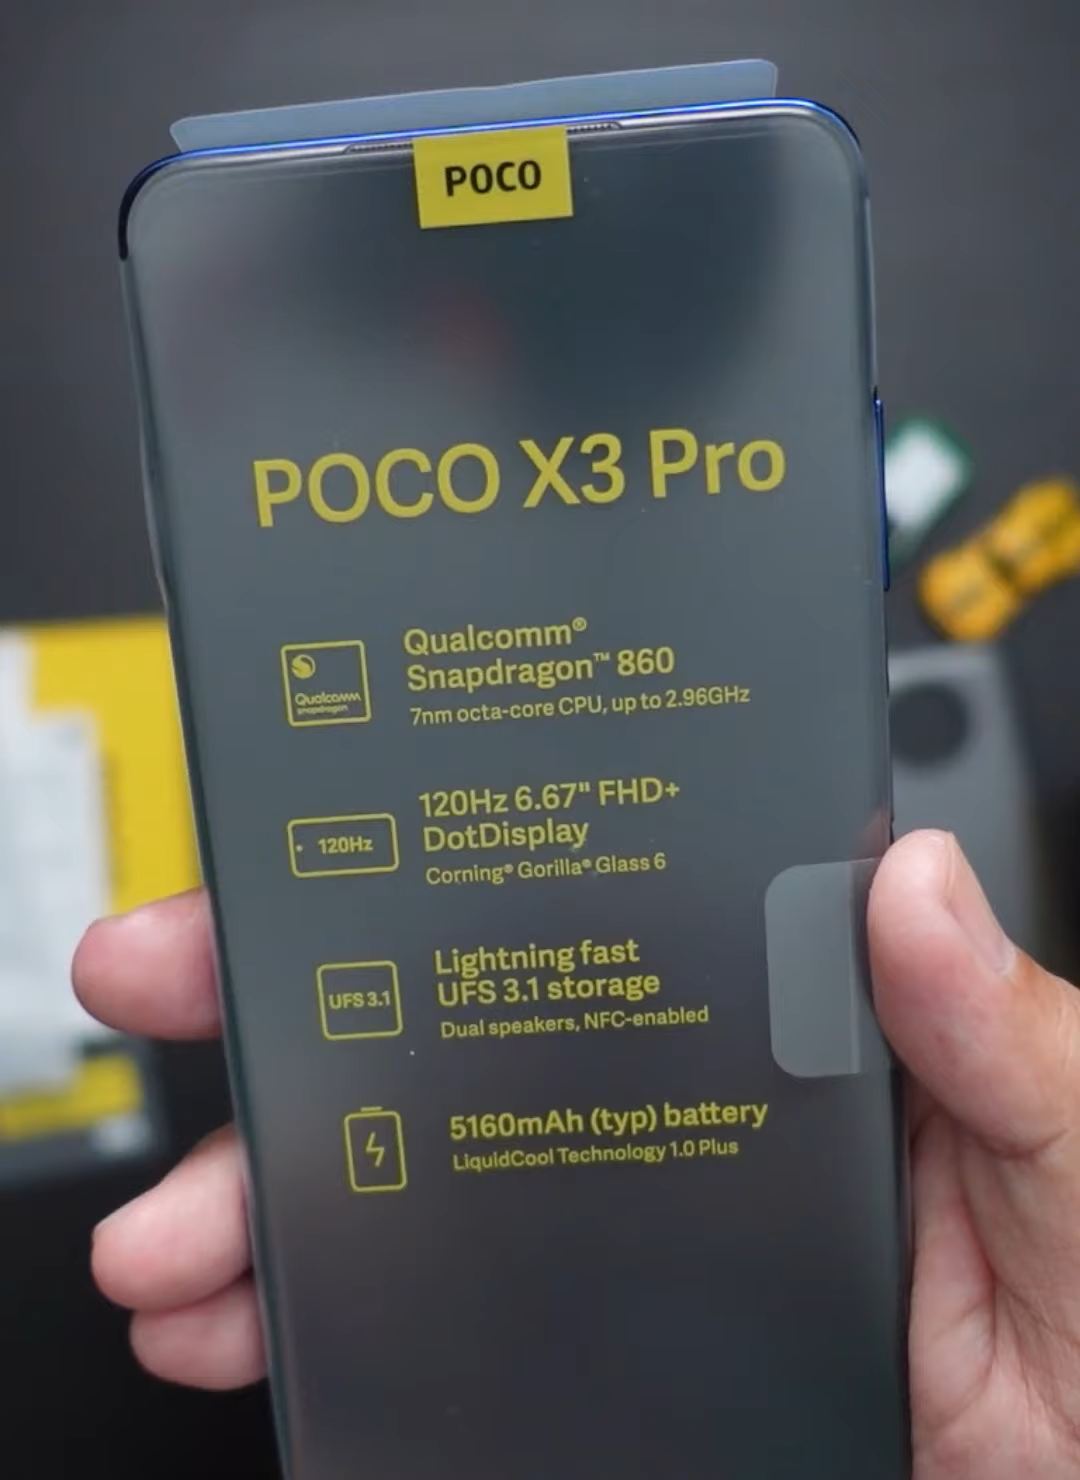 POCO
POCO X3 Pro
Qualcomm
snapdragon
Qualcomm®
Snapdragon™ 860
7nm octa-core CPU, up to 2.96GHz
120Hz
120Hz 6.67" FHD+
DotDisplay
Corning® Gorilla® Glass 6
UFS 3.1
Lightning fast
UFS 3.1 storage
Dual speakers, NFC-enabled
5160mAh (typ) battery
LiquidCool Technology 1.0 Plus